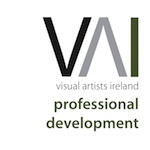 VAI
visual artists ireland
professional
development